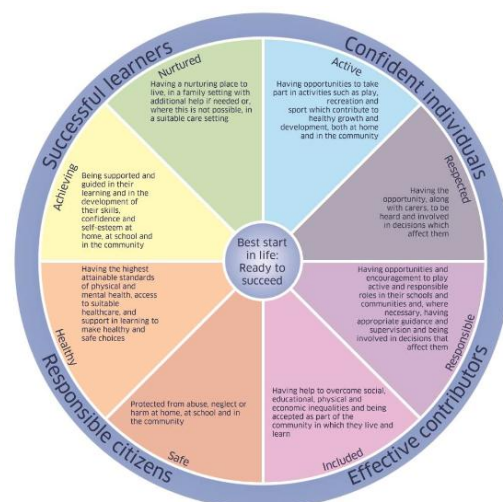 Successful learners
Confident individuals
Nurtured
Having a nurturing place to
live, in a family setting with
additional help if needed or,
where this is not possible, in
a suitable care setting
Active
Having opportunities to take
part in activities such as play,
recreation and
sport which contribute to
healthy growth and
development, both at home
and in the community
Achieving
Being supported and
guided in their
learning and in the
development of
their skills,
confidence and
self-esteem at
home, at school and
in the community
Respected
Having the
opportunity, along
with carers, to be
heard and involved
in decisions which
affect them
Best start
in life:
Ready to
succeed
Healthy
Having the highest
attainable standards
of physical and
mental health, access
to suitable
healthcare, and
support in learning to
make healthy and
safe choices
Having opportunities and
encouragement to play
active and responsible
roles in their schools and
communities and, where
necessary, having
appropriate guidance and
supervision and being
involved in decisions that
affect them
Responsible
Protected from abuse, neglect or
harm at home, at school and in
the community
Safe
Having help to overcome social,
educational, physical and
economic inequalities and being
accepted as part of the
community in which they live and
learn
Included
Responsible citizens
Effective contributors